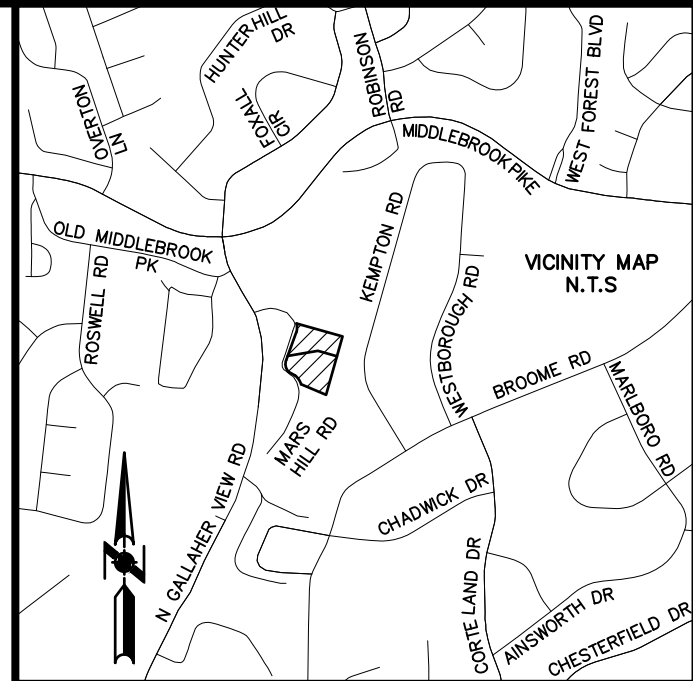 HUNTERHILL
DR
OVERTON
LN
FOXALL
CIR
ROBINSON
RD
MIDDLEBROOK PIKE
WEST FOREST BLVD
OLD MIDDLEBROOK
PK
ROSWELL RD
KEMPTON RD
WESTBOROUGH RD
VICINITY MAP
N.T.S
BROOME RD
MARLBORO RD
MARS
HILL RD
N GALLAHER VIEW RD
CHADWICK DR
CORTELAND DR
AINSWORTH DR
CHESTERFIELD DR
N